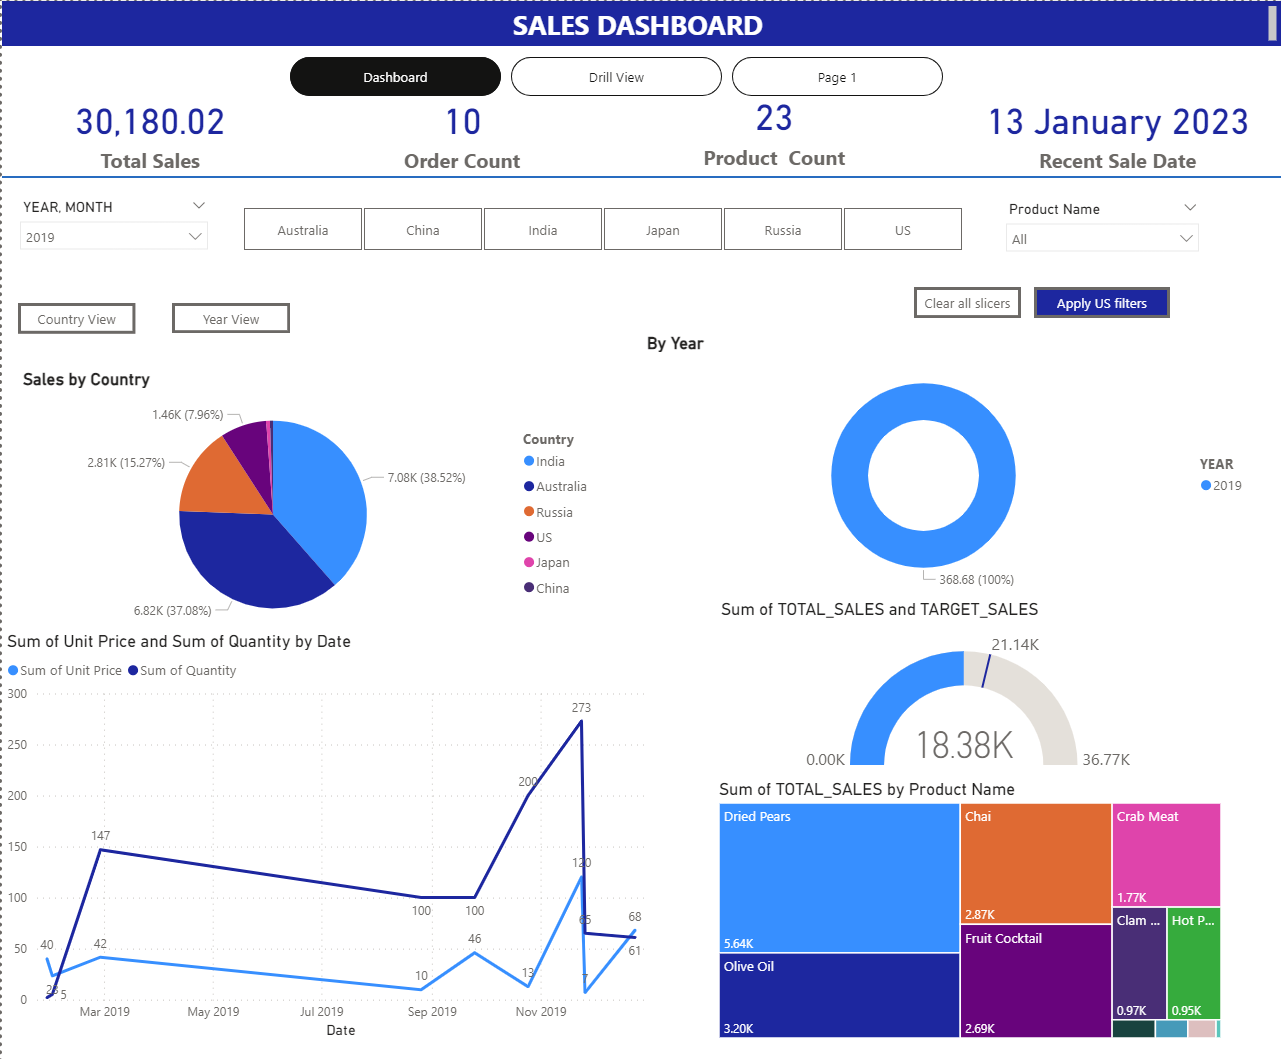 SALES DASHBOARD
Dashboard
Drill View
Page 1
30,180.02
10
23
13 January 2023
Total Sales
Order Count
Product Count
Recent Sale Date
YEAR, MONTH
2019
Australia
China
India
Japan
Russia
US
Product Name
All
Country View
Year View
Clear all slicers
Apply US filters
By Year
Sales by Country
1.46K (7.96%)
2.81K (15.27%)
7.08K (38.52%)
6.82K (37.08%)
Country
India
Australia
Russia
US
Japan
China
YEAR
2019
368.68 (100%)
Sum of Unit Price and Sum of Quantity by Date
Sum of Unit Price
Sum of Quantity
300
250
200
150
100
50
0
40
5
147
42
100
10
100
46
200
13
273
120
65
7
68
61
Mar 2019
May 2019
Jul 2019
Sep 2019
Nov 2019
Date
Sum of TOTAL_SALES and TARGET_SALES
21.14K
0.00K
18.38K
36.77K
Sum of TOTAL_SALES by Product Name
Dried Pears
5.64K
Olive Oil
3.20K
Chai
2.87K
Fruit Cocktail
2.69K
Crab Meat
1.77K
Clam ...
0.97K
Hot P...
0.95K